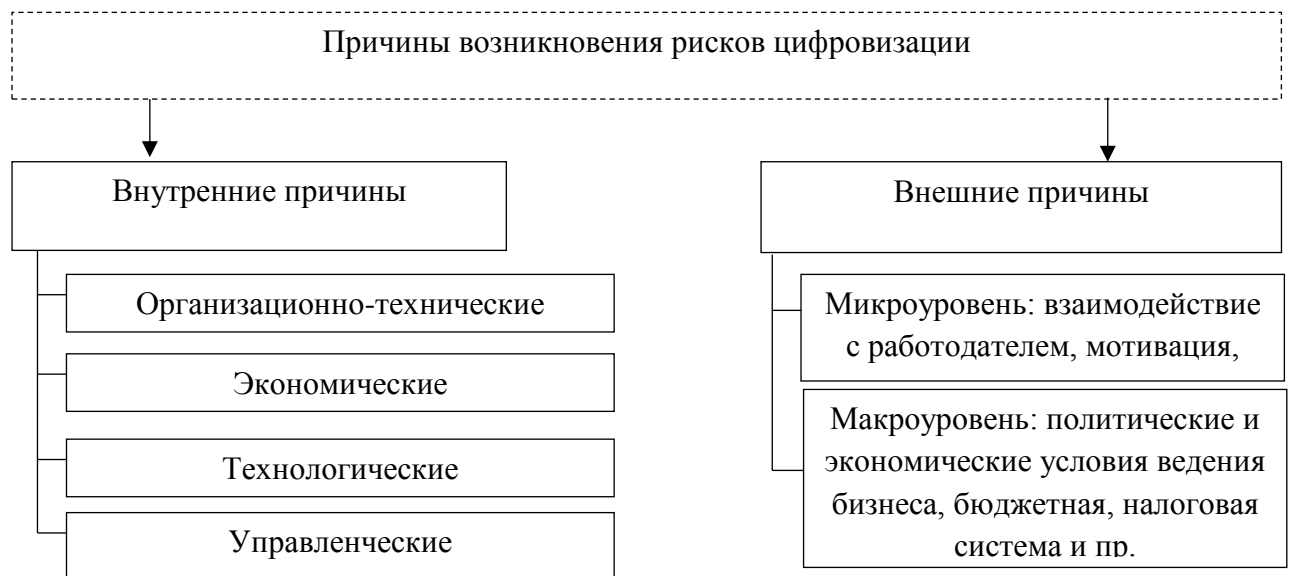 Причины возникновения рисков цифровизации
Внутренние причины
Организационно-технические
Экономические
Технологические
Управленческие
Внешние причины
Микроуровень: взаимодействие
с работодателем, мотивация,
Макроуровень: политические и
экономические условия ведения
бизнеса, бюджетная, налоговая
система и пр.